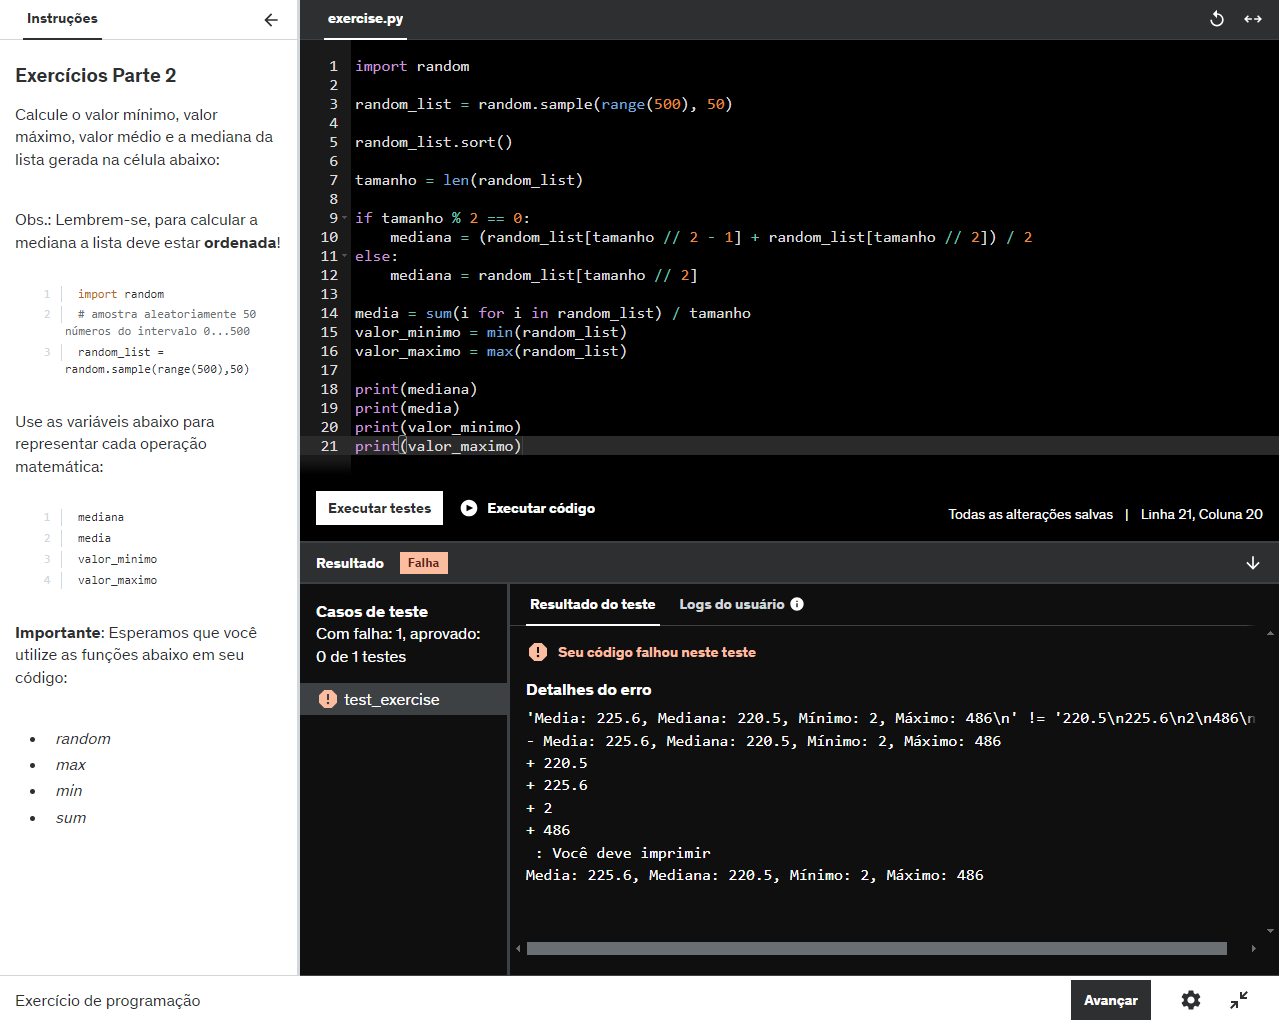 Instruções
Exercícios Parte 2
Calcule o valor mínimo, valor
máximo, valor médio e a mediana da
lista gerada na célula abaixo:
Obs.: Lembrem-se, para calcular a
mediana a lista deve estar ordenada!
1 import random
2 # amostra aleatoriamente 50
números do intervalo 0...500
3 random_list =
random.sample(range(500),50)
Use as variáveis abaixo para
representar cada operação
matemática:
1 mediana
2 media
3 valor_minimo
4 valor_maximo
Importante: Esperamos que você
utilize as funções abaixo em seu
código:
• random
• max
• min
• sum
exercise.py
1 import random
2
3 random_list = random.sample(range(500), 50)
4
5 random_list.sort()
6
7 tamanho = len(random_list)
8
9 if tamanho % 2 == 0:
10     mediana = (random_list[tamanho // 2 - 1] + random_list[tamanho // 2]) / 2
11 else:
12     mediana = random_list[tamanho // 2]
13
14 media = sum(i for i in random_list) / tamanho
15 valor_minimo = min(random_list)
16 valor_maximo = max(random_list)
17
18 print(mediana)
19 print(media)
20 print(valor_minimo)
21 print(valor_maximo)
Executar testes Executar código
Todas as alterações salvas | Linha 21, Coluna 20
Resultado Falha
Casos de teste
Com falha: 1, aprovado:
0 de 1 testes
test_exercise
Resultado do teste Logs do usuário
Seu código falhou neste teste
Detalhes do erro
'Media: 225.6, Mediana: 220.5, Mínimo: 2, Máximo: 486\n' != '220.5\n225.6\n2\n486\n
- Media: 225.6, Mediana: 220.5, Mínimo: 2, Máximo: 486
+ 220.5
+ 225.6
+ 2
+ 486
: Você deve imprimir
Media: 225.6, Mediana: 220.5, Mínimo: 2, Máximo: 486
Exercício de programação
Avançar